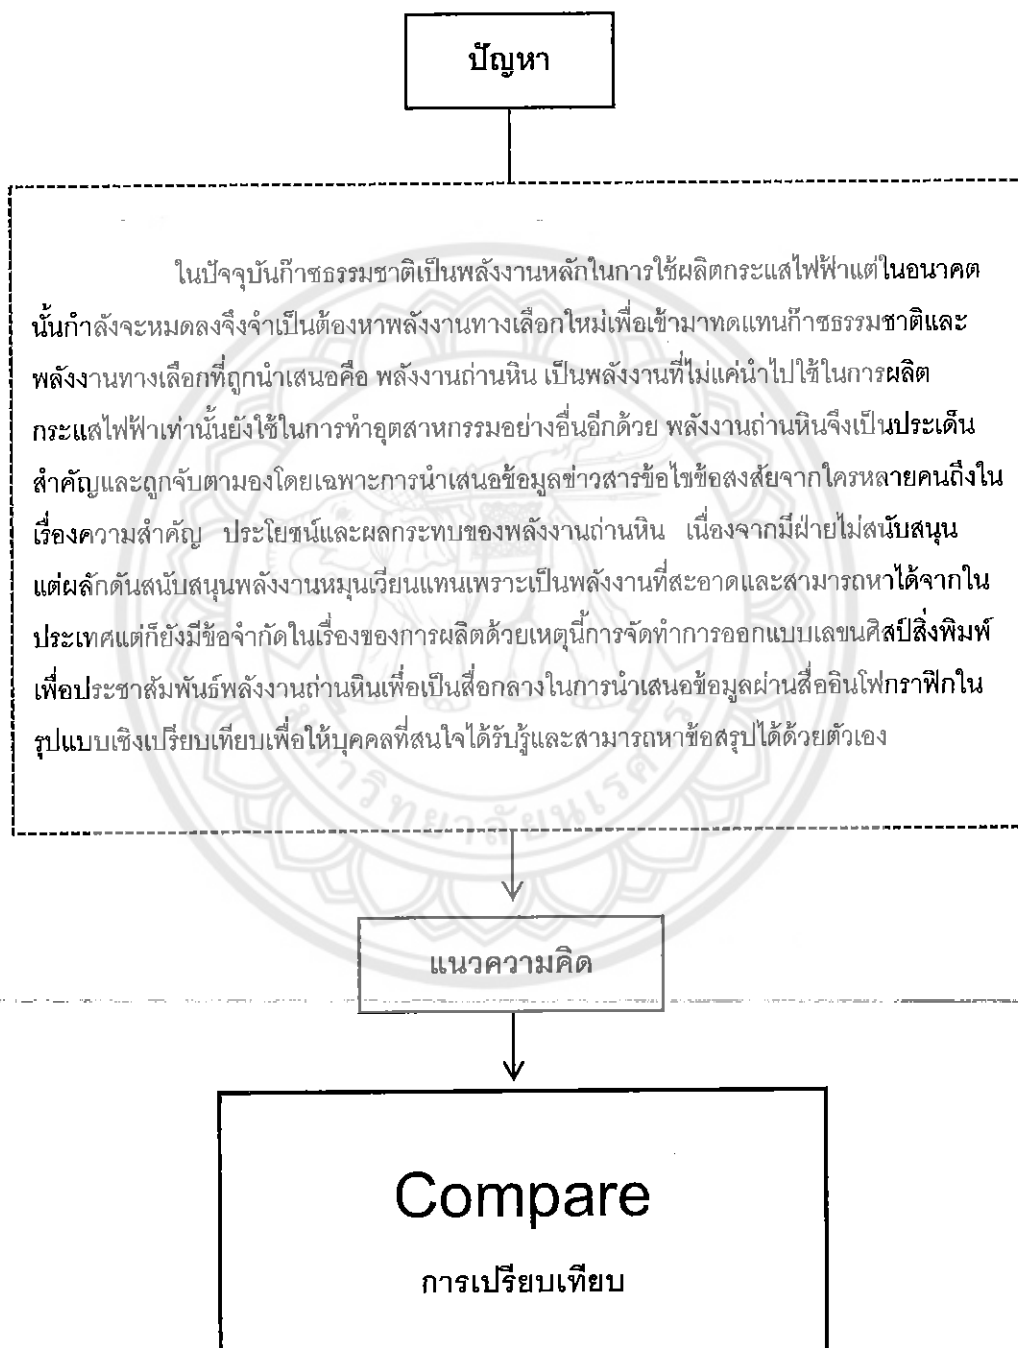 ปัญหา
ในปัจจุบันก๊าซธรรมชาติเป็นพลังงานหลักในการใช้ผลิตกระแสไฟฟ้าแต่ในอนาคต
นั้นกำลังจะหมดลงจึงจำเป็นต้องหาพลังงานทางเลือกใหม่เพื่อเข้ามาทดแทนก๊าซธรรมชาติและ
พลังงานทางเลือกที่ถูกนำเสนอคือ พลังงานถ่านหิน เป็นพลังงานที่ไม่แค่นำไปใช้ในการผลิต
กระแสไฟฟ้าเท่านั้นยังใช้ในการทำอุตสาหกรรมอย่างอื่นอีกด้วย พลังงานถ่านหินจึงเป็นประเด็น
สำคัญและถูกจับตามองโดยเฉพาะการนำเสนอข้อมูลข่าวสารข้อไขข้อสงสัยจากใครหลายคนถึงใน
เรื่องความสำคัญ ประโยชน์และผลกระทบของพลังงานถ่านหิน เนื่องจากมีฝ่ายไม่สนับสนุน
แต่ผลักดันสนับสนุนพลังงานหมุนเวียนแทนเพราะเป็นพลังงานที่สะอาดและสามารถหาได้จากใน
ประเทศแต่ก็ยังมีข้อจำกัดในเรื่องของการผลิตด้วยเหตุนี้การจัดทำการออกแบบเลขนศิลป์สิ่งพิมพ์
เพื่อประชาสัมพันธ์พลังงานถ่านหินเพื่อเป็นสื่อกลางในการนำเสนอข้อมูลผ่านสื่ออินโฟกราฟิกใน
รูปแบบเชิงเปรียบเทียบเพื่อให้บุคคลที่สนใจได้รับรู้และสามารถหาข้อสรุปได้ด้วยตัวเอง
มหาวิทยาลัยนเรศวร
แนวความคิด
Compare
การเปรียบเทียบ